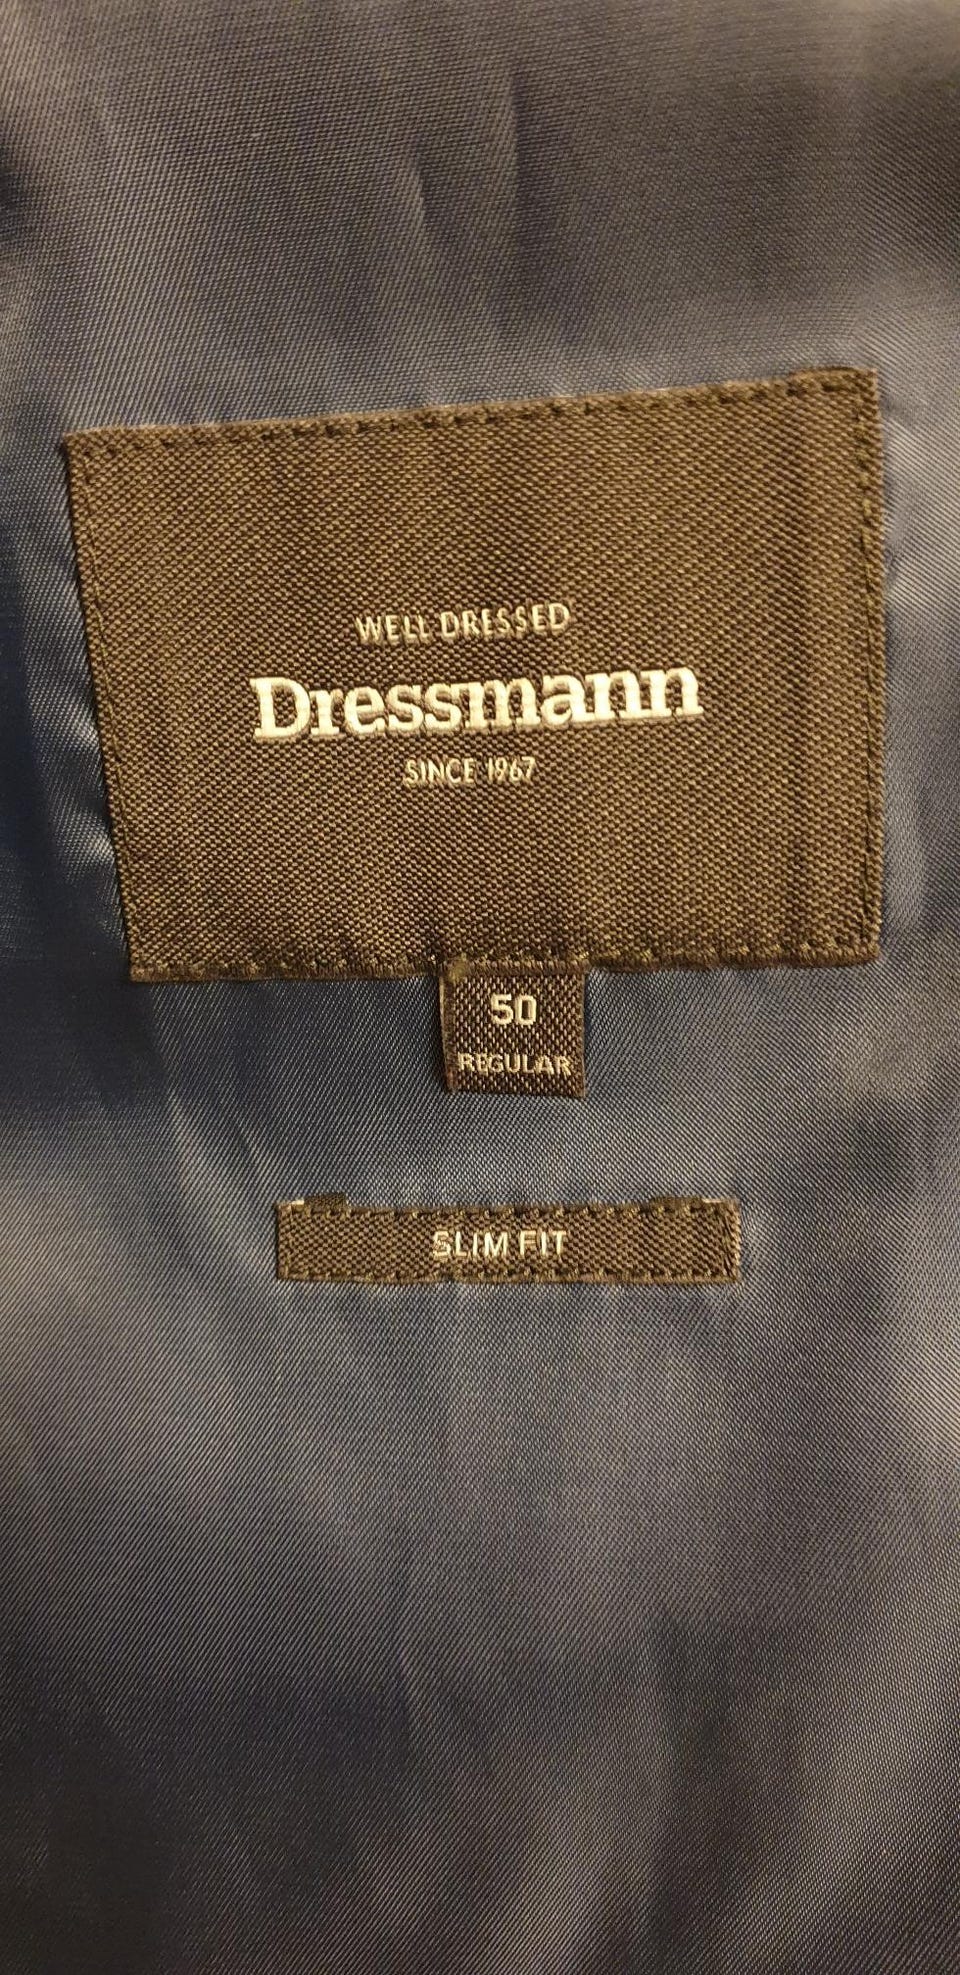 WELL DRESSED
Dressmann
SINCE 1967
50
REGULAR
SLIM FIT